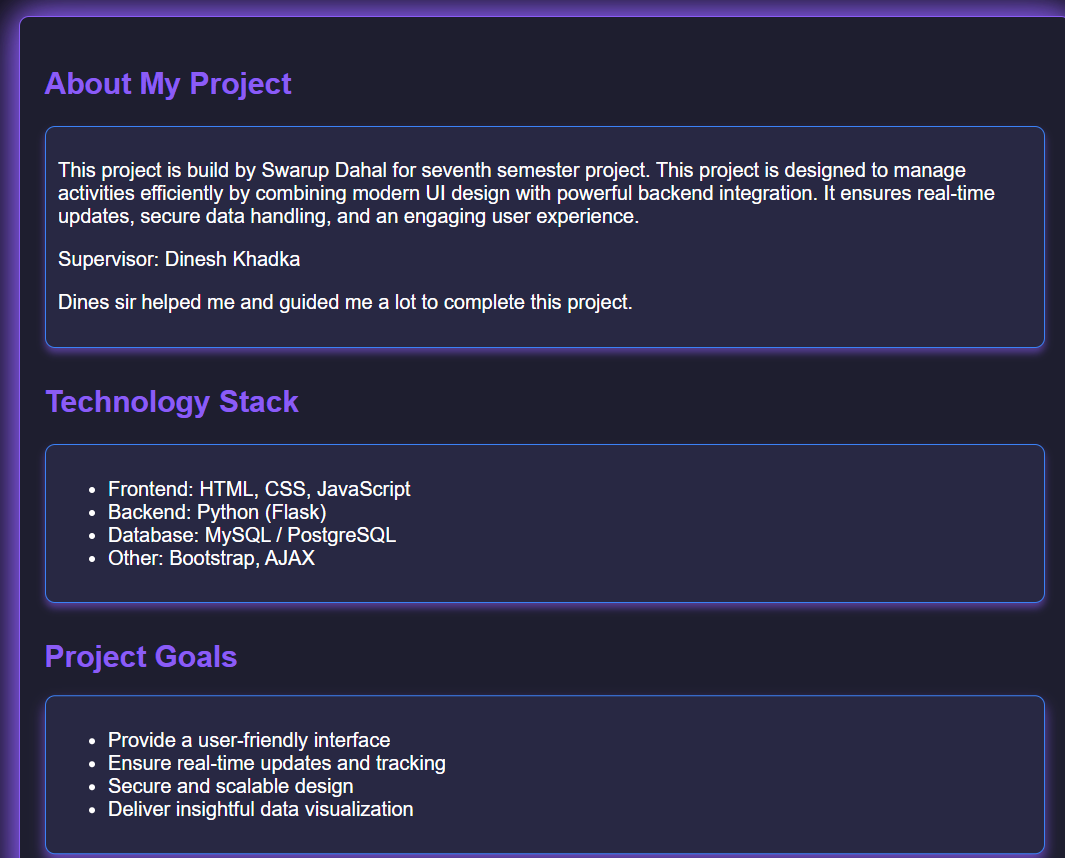 About My Project
This project is build by Swarup Dahal for seventh semester project. This project is designed to manage
activities efficiently by combining modern UI design with powerful backend integration. It ensures real-time
updates, secure data handling, and an engaging user experience.
Supervisor: Dinesh Khadka
Dines sir helped me and guided me a lot to complete this project.
Technology Stack
• Frontend: HTML, CSS, JavaScript
• Backend: Python (Flask)
• Database: MySQL / PostgreSQL
• Other: Bootstrap, AJAX
Project Goals
• Provide a user-friendly interface
• Ensure real-time updates and tracking
• Secure and scalable design
• Deliver insightful data visualization